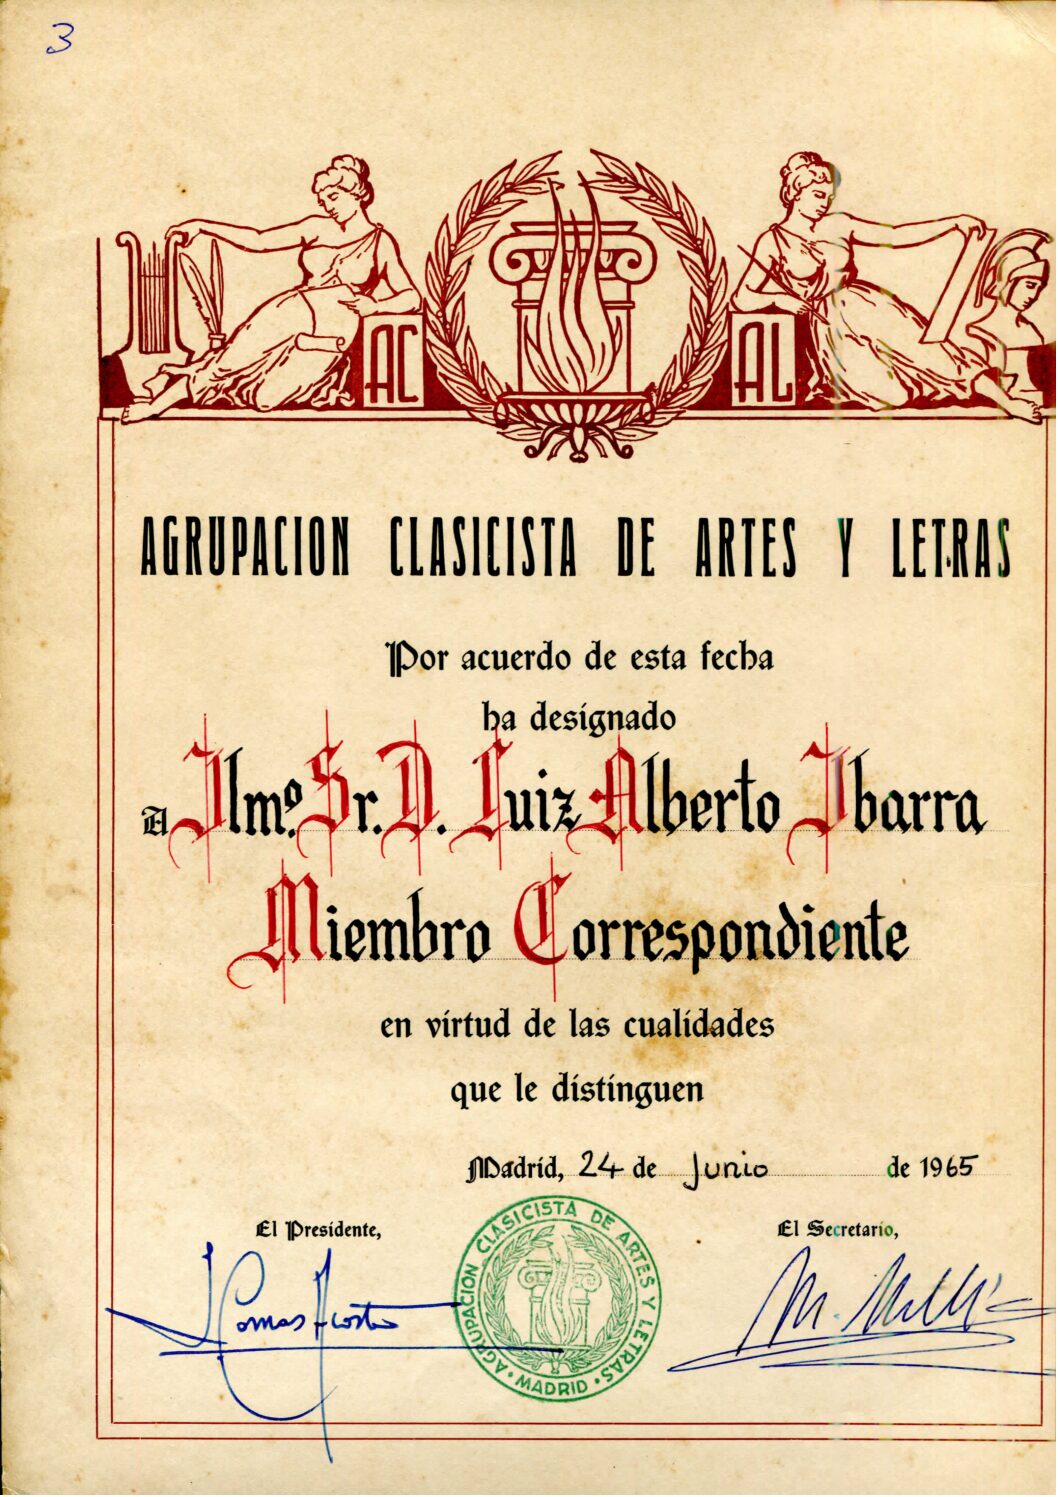 3
AC
AL
AGRUPACION CLASICISTA DE ARTES Y LETRAS
Por acuerdo de esta fecha
ha designado
A Ilmº. Sr. D. Luiz Alberto Ibarra
Miembro Correspondiente
en virtud de las cualidades
que le distinguen
Madrid, 24 de Junio de 1965
El Presidente,
El Secretario,
Tomas Acosta
AGRUPACION CLASICISTA DE ARTES Y LETRAS · MADRID ·